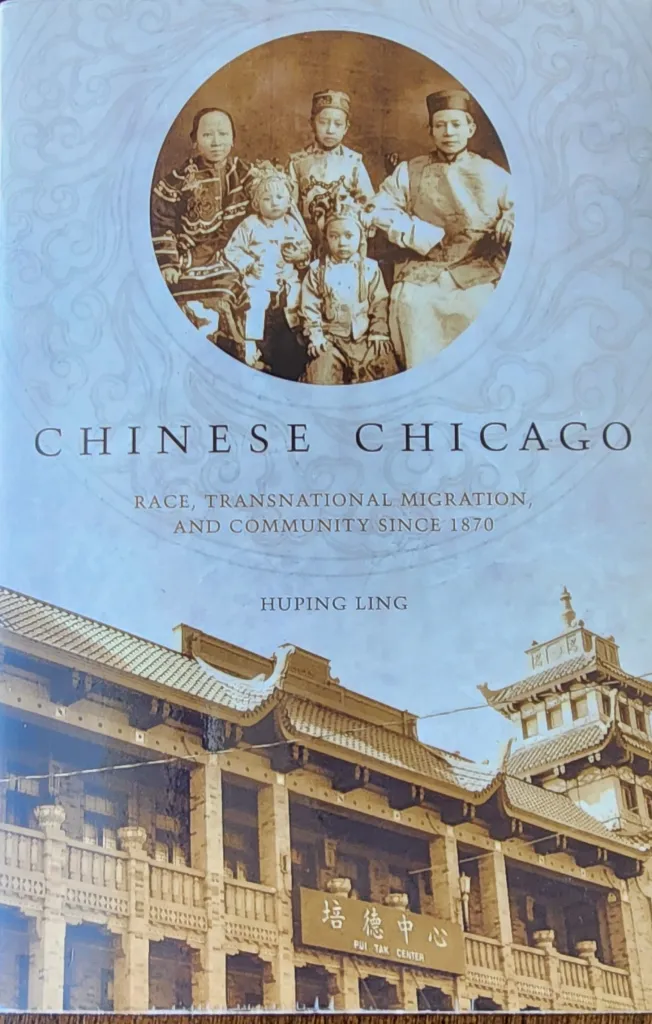 CHINESE CHICAGO
RACE, TRANSNATIONAL MIGRATION,
AND COMMUNITY SINCE 1870
HUPING LING
培德中心
PUI TAK CENTER